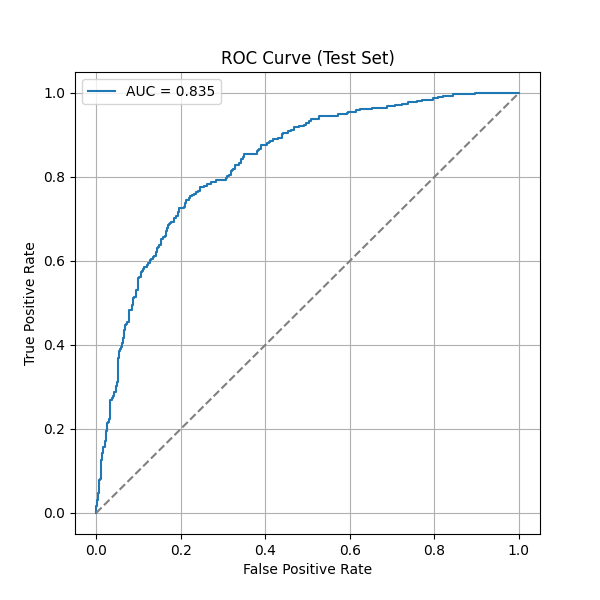 ROC Curve (Test Set)
AUC = 0.835
1.0
0.8
0.6
0.4
0.2
0.0
True Positive Rate
0.0 0.2 0.4 0.6 0.8 1.0
False Positive Rate